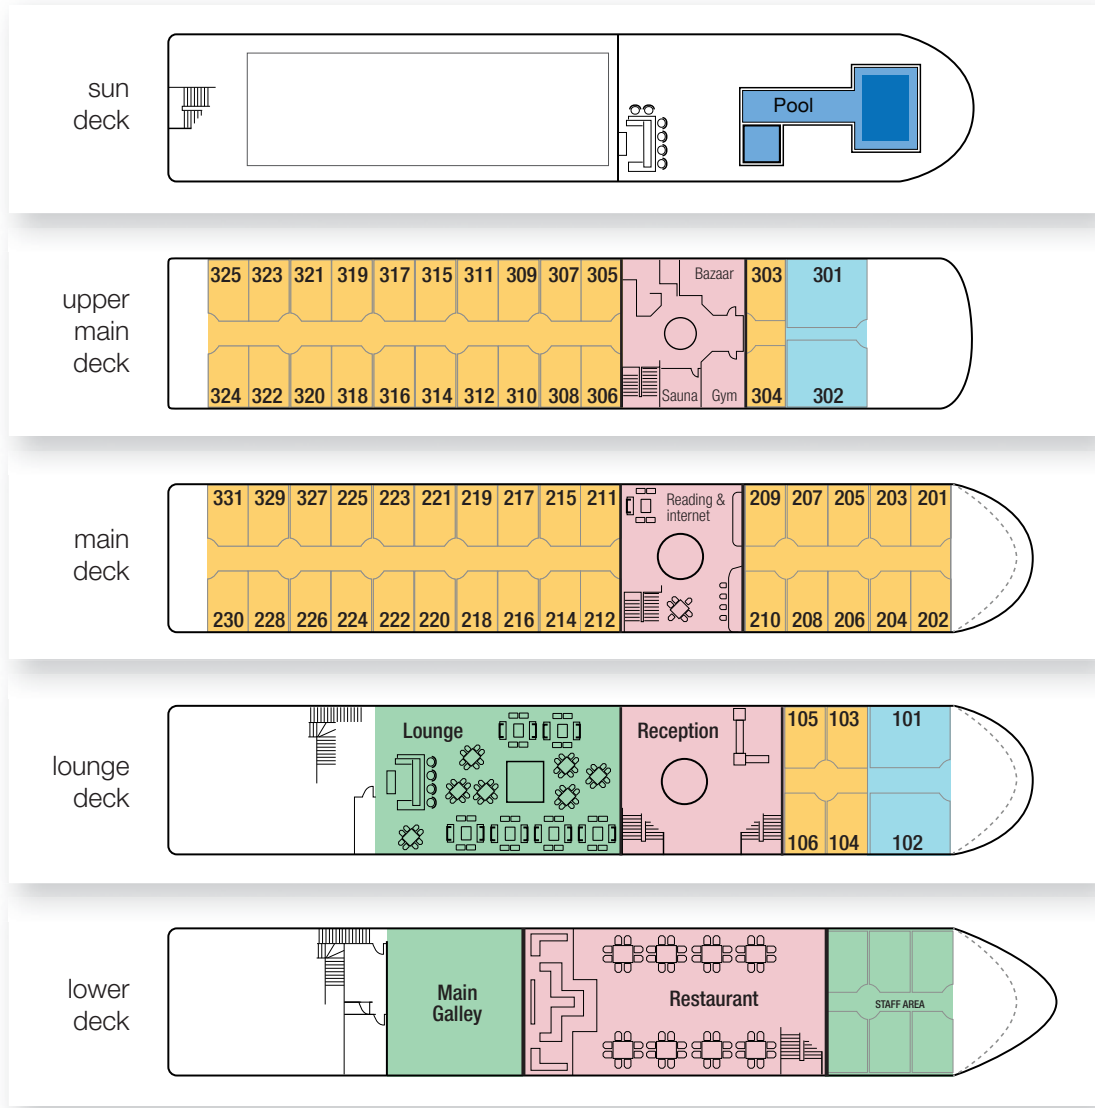 sun
deck
Pool
upper
main
deck
325 323 321 319 317 315 311 309 307 305
Bazaar
303 301
324 322 320 318 316 314 312 310 308 306
Sauna Gym
304 302
main
deck
331 329 327 225 223 221 219 217 215 211
Reading &
internet
209 207 205 203 201
230 228 226 224 222 220 218 216 214 212
210 208 206 204 202
lounge
deck
Lounge
Reception
105 103 101
106 104 102
lower
deck
Main
Galley
Restaurant
STAFF AREA